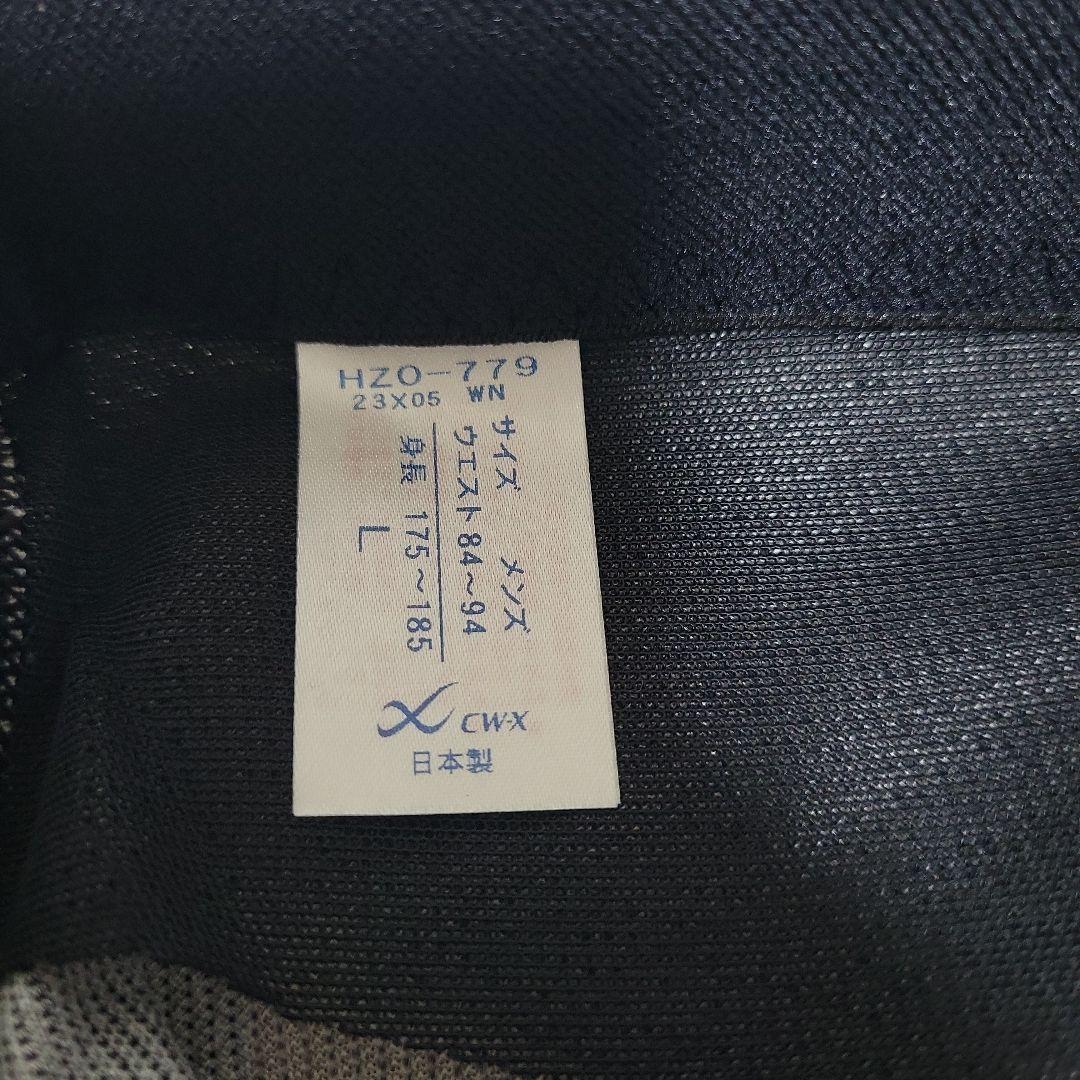 HZO-779
23X05 WN
サイズ メンズ
ウエスト84～94
身長 175～185
L
CW-X
日本製